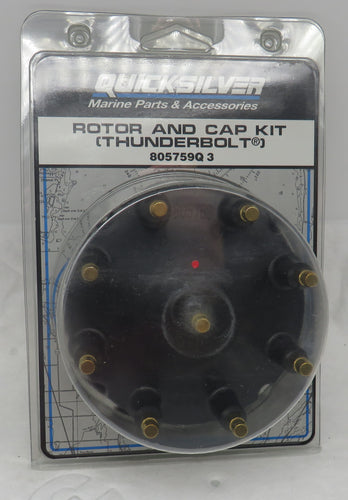 QUICKSILVER
Marine Parts & Accessories
ROTOR AND CAP KIT
(THUNDERBOLT®)
805759Q 3